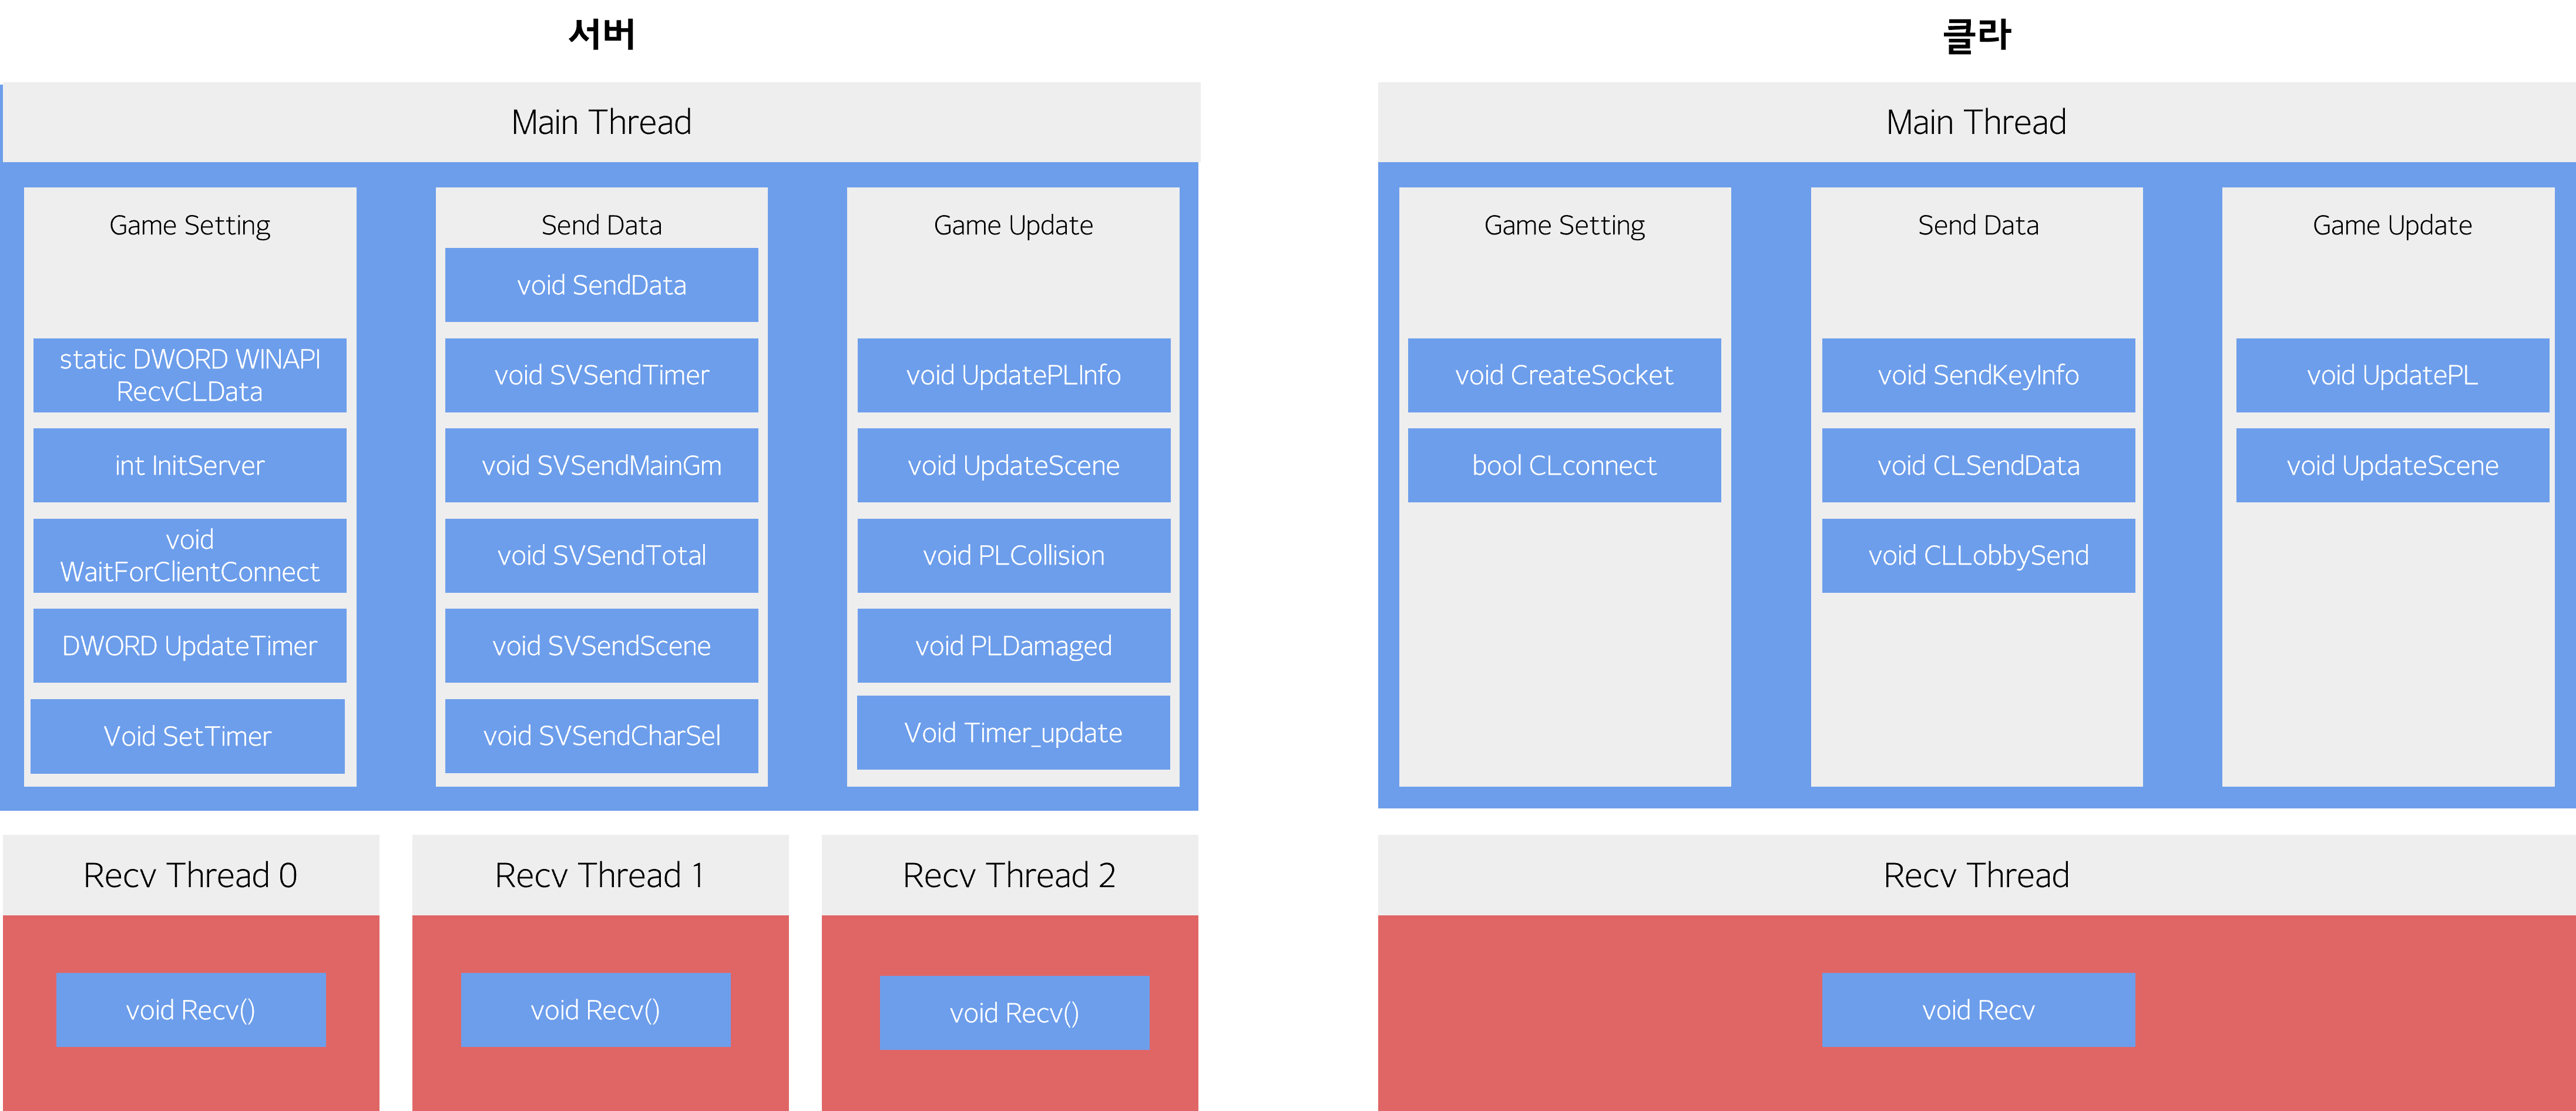 서버
Main Thread
Game Setting
static DWORD WINAPI
RecvCLData
int InitServer
void
WaitForClientConnect
DWORD UpdateTimer
Void SetTimer
Send Data
void SendData
void SVSendTimer
void SVSendMainGm
void SVSendTotal
void SVSendScene
void SVSendCharSel
Game Update
void UpdatePLInfo
void UpdateScene
void PLCollision
void PLDamaged
Void Timer_update
Recv Thread 0
void Recv()
Recv Thread 1
void Recv()
Recv Thread 2
void Recv()
클라
Main Thread
Game Setting
void CreateSocket
bool CLconnect
Send Data
void SendKeyInfo
void CLSendData
void CLLobbySend
Game Update
void UpdatePL
void UpdateScene
Recv Thread
void Recv